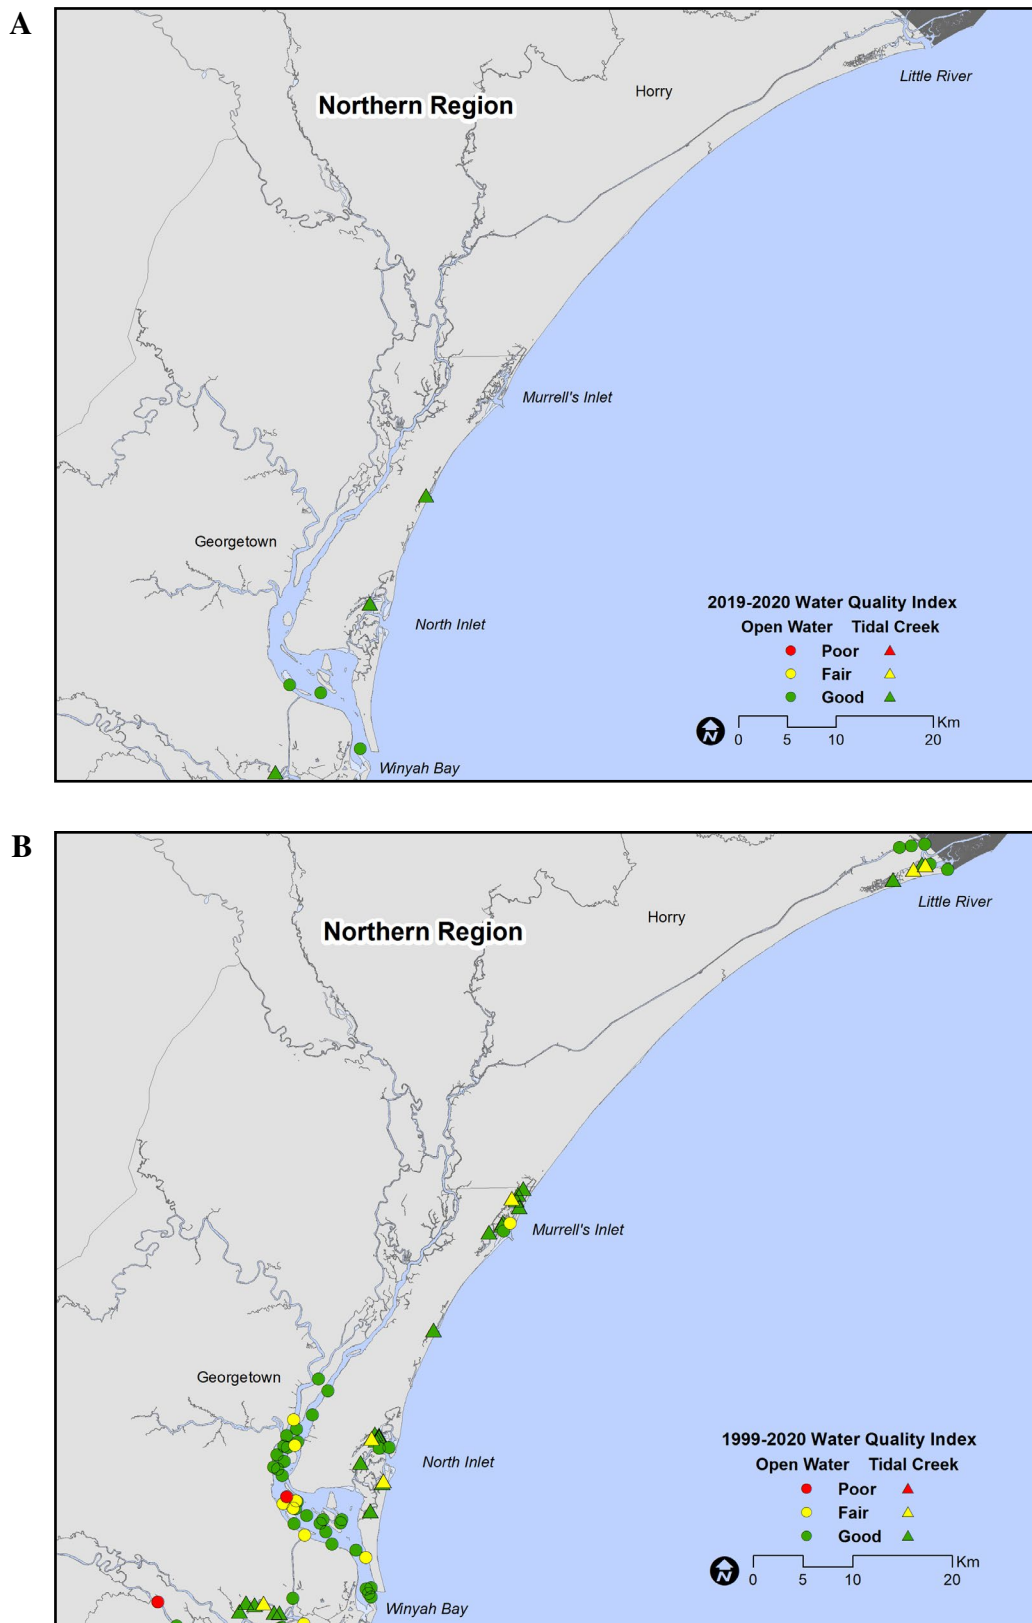 A
Little River
Horry
Northern Region
Murrell's Inlet
Georgetown
North Inlet
2019-2020 Water Quality Index
Open Water Tidal Creek
Poor
Fair
Good
N
Km
0 5 10 20
Winyah Bay
B
Little River
Horry
Northern Region
Murrell's Inlet
Georgetown
North Inlet
1999-2020 Water Quality Index
Open Water Tidal Creek
Poor
Fair
Good
N
Km
0 5 10 20
Winyah Bay